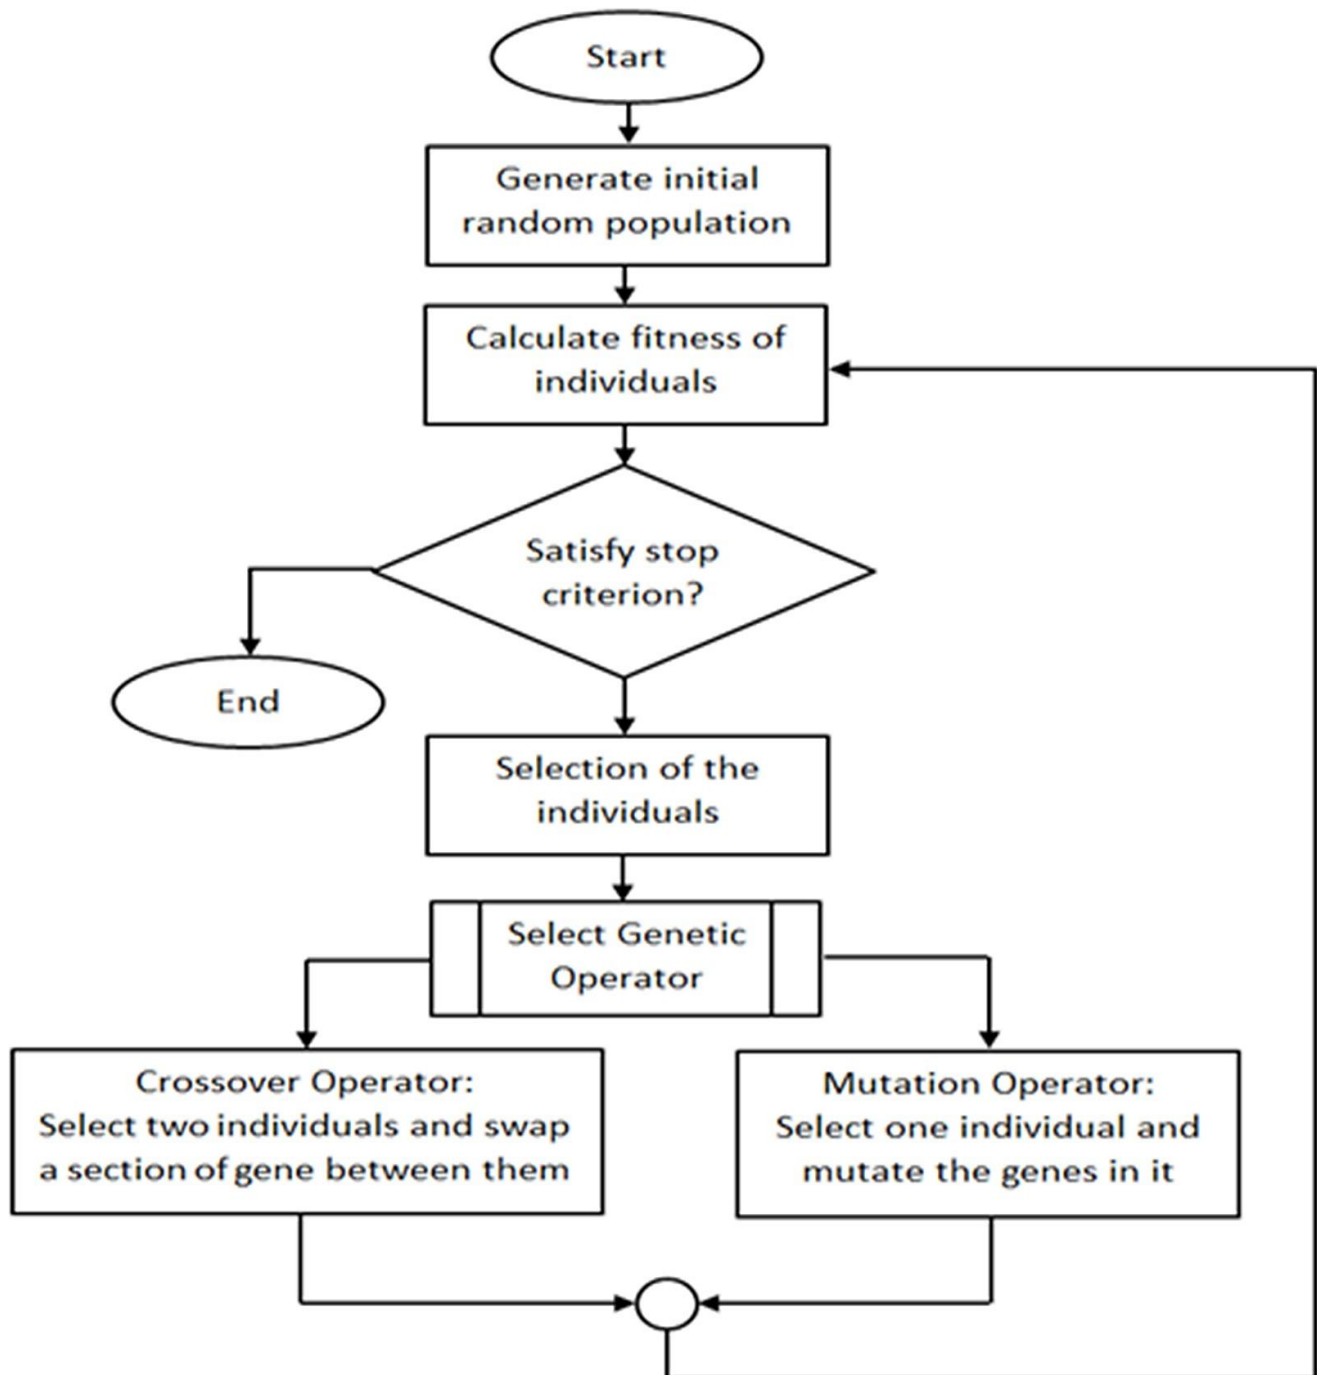 Start
Generate initial
random population
Calculate fitness of
individuals
Satisfy stop
criterion?
End
Selection of the
individuals
Select Genetic
Operator
Crossover Operator:
Select two individuals and swap
a section of gene between them
Mutation Operator:
Select one individual and
mutate the genes in it